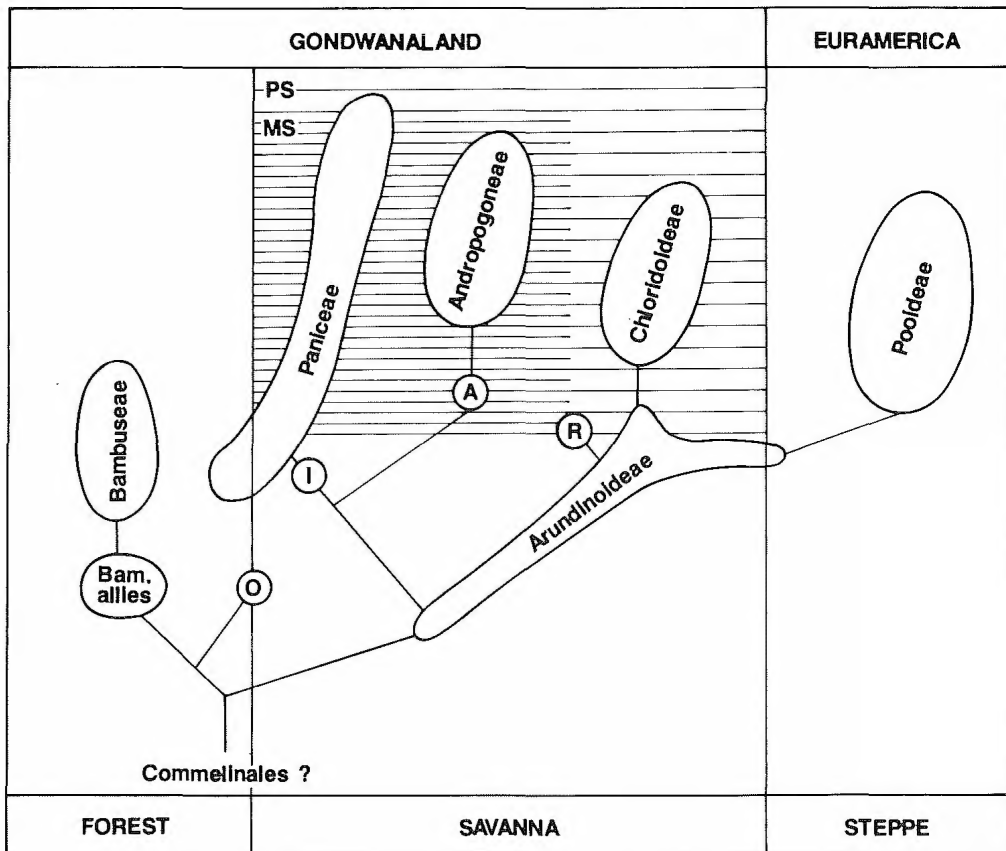 GONDWANALAND
EURAMERICA
PS
MS
Paniceae
Andropogoneae
Chloridoideae
Pooideae
Bambuseae
A
R
I
Arundinoideae
Bam.
allies
O
Commelinales ?
FOREST
SAVANNA
STEPPE